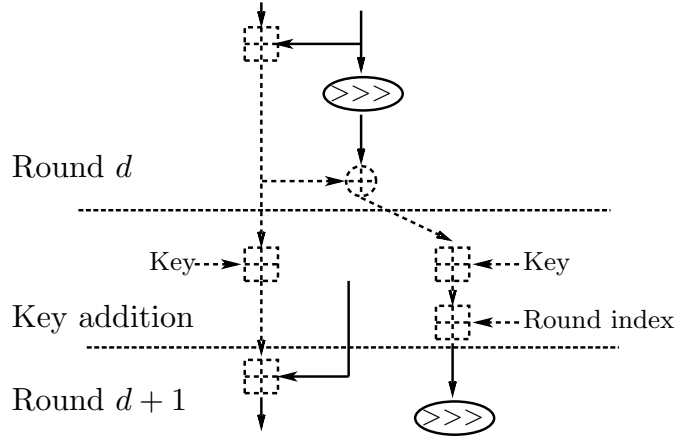 >>>
Round d
Key
Key
Key addition
Round index
Round d + 1
>>>